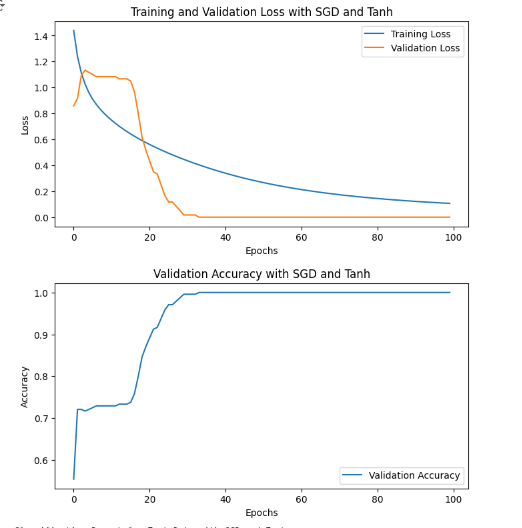 Training and Validation Loss with SGD and Tanh
Training Loss
Validation Loss
1.4
1.2
1.0
0.8
0.6
0.4
0.2
0.0
Loss
0 20 40 60 80 100
Epochs
Validation Accuracy with SGD and Tanh
1.0
0.9
0.8
0.7
0.6
Accuracy
Validation Accuracy
0 20 40 60 80 100
Epochs